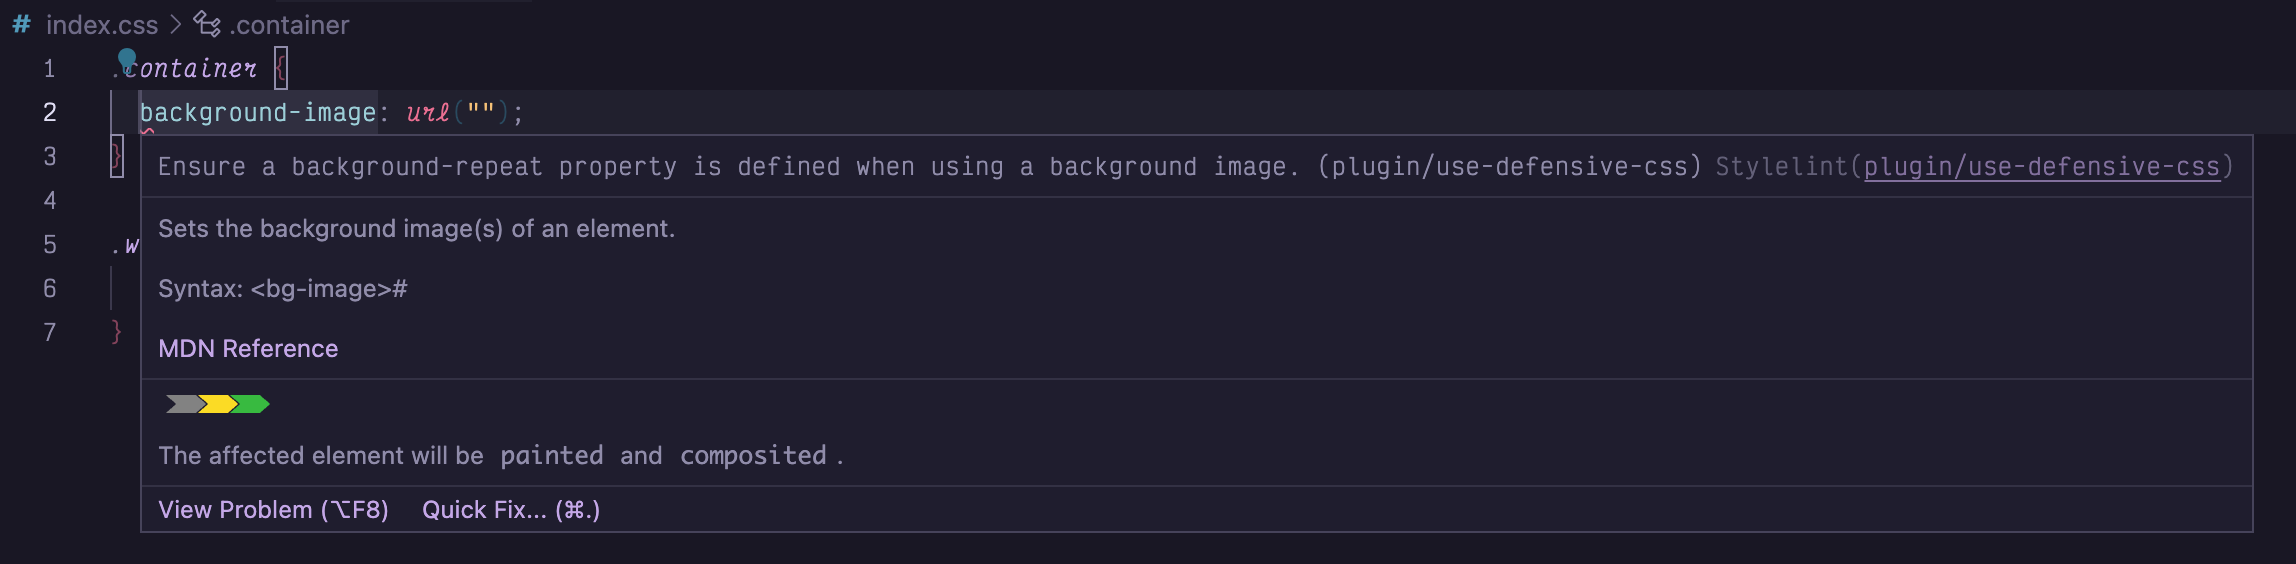 # index.css > .container
1 .container {
2 background-image: url("");
3 }
Ensure a background-repeat property is defined when using a background image. (plugin/use-defensive-css) Stylelint(plugin/use-defensive-css)
4
Sets the background image(s) of an element.
5 .w
Syntax: <bg-image>#
6
7 }
MDN Reference
The affected element will be painted and composited.
View Problem (⌥F8) Quick Fix... (⌘.)